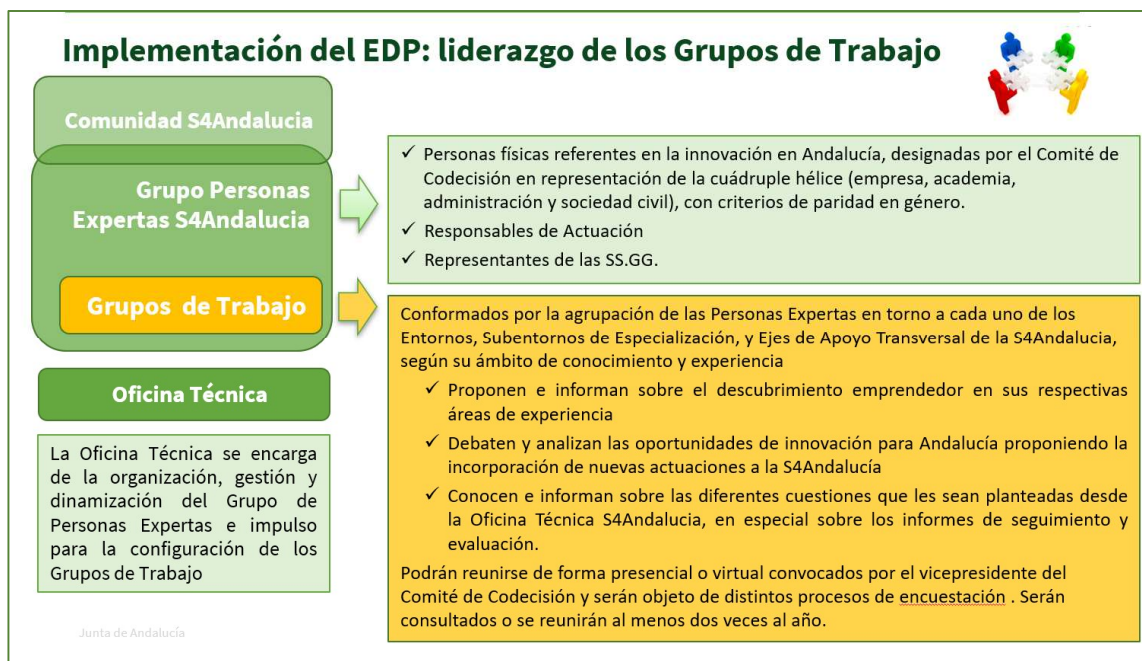 Implementación del EDP: liderazgo de los Grupos de Trabajo
Comunidad S4Andalucia
Grupo Personas
Expertas S4Andalucia
Grupos de Trabajo
Oficina Técnica
La Oficina Técnica se encarga
de la organización, gestión y
dinamización del Grupo de
Personas Expertas e impulso
para la configuración de los
Grupos de Trabajo
✓ Personas físicas referentes en la innovación en Andalucía, designadas por el Comité de
Codecisión en representación de la cuádruple hélice (empresa, academia,
administración y sociedad civil), con criterios de paridad en género.
✓ Responsables de Actuación
✓ Representantes de las SS.GG.
Conformados por la agrupación de las Personas Expertas en torno a cada uno de los
Entornos, Subentornos de Especialización, y Ejes de Apoyo Transversal de la S4Andalucia,
según su ámbito de conocimiento y experiencia
✓ Proponen e informan sobre el descubrimiento emprendedor en sus respectivas
áreas de experiencia
✓ Debaten y analizan las oportunidades de innovación para Andalucía proponiendo la
incorporación de nuevas actuaciones a la S4Andalucía
✓ Conocen e informan sobre las diferentes cuestiones que les sean planteadas desde
la Oficina Técnica S4Andalucia, en especial sobre los informes de seguimiento y
evaluación.
Podrán reunirse de forma presencial o virtual convocados por el vicepresidente del
Comité de Codecisión y serán objeto de distintos procesos de encuestación . Serán
consultados o se reunirán al menos dos veces al año.
Junta de Andalucía